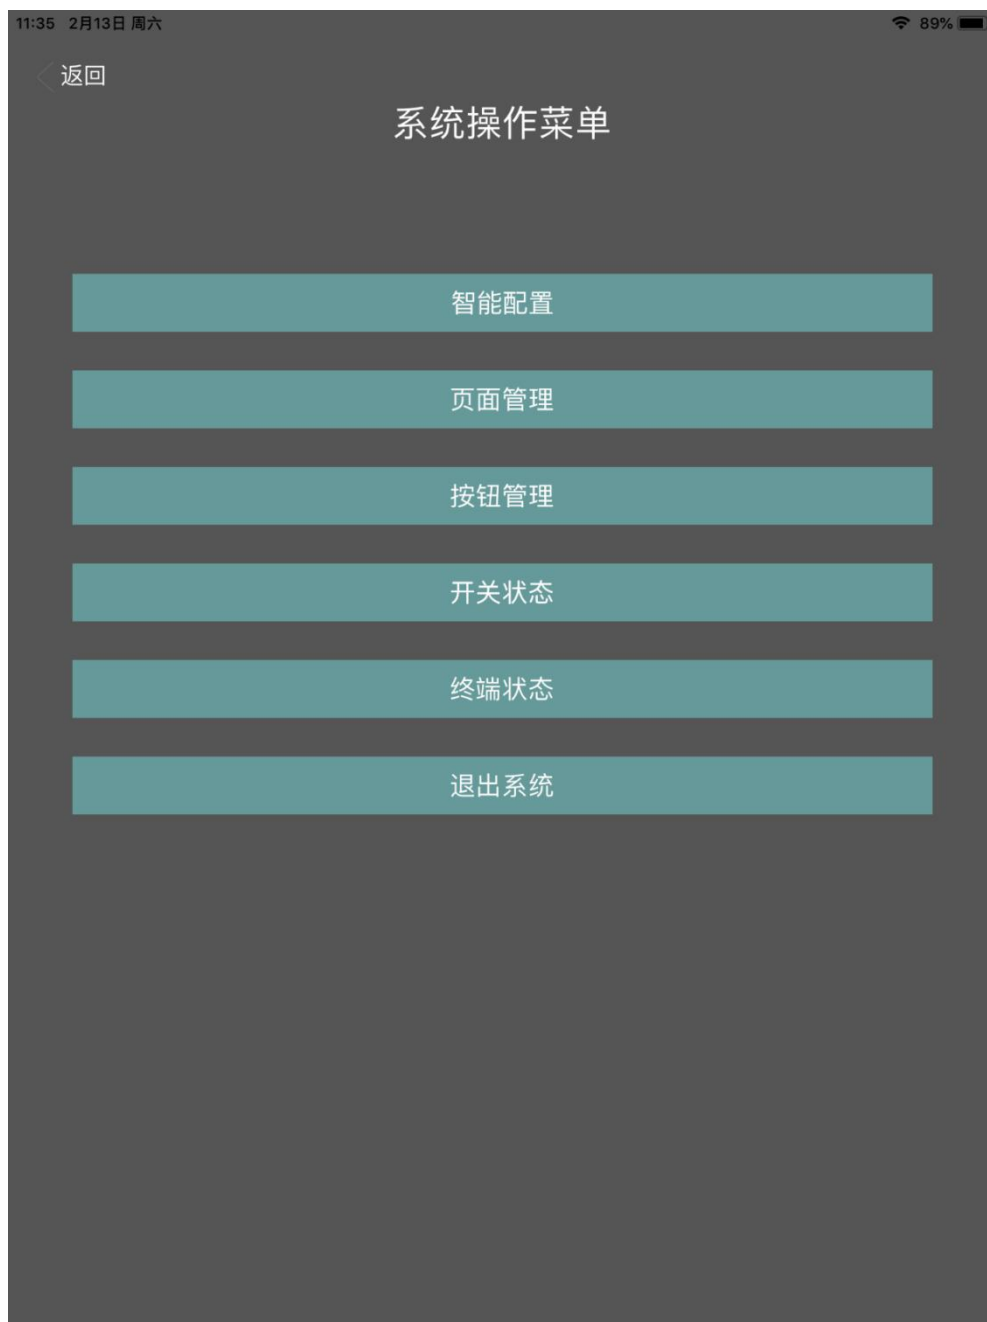 11:35 2月13日 周六 89%
返回
系统操作菜单
智能配置
页面管理
按钮管理
开关状态
终端状态
退出系统